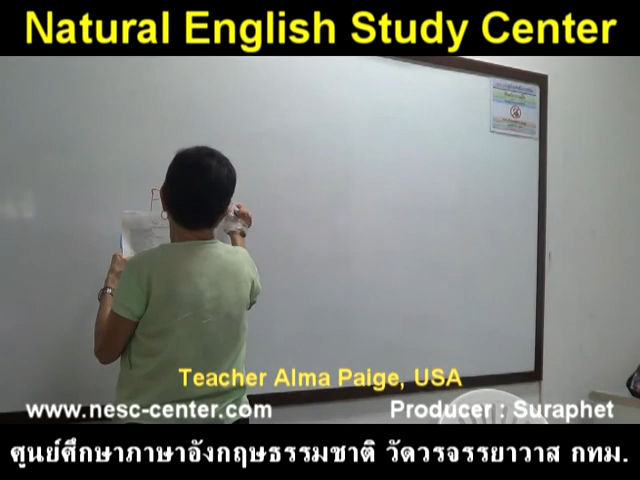 Natural English Study Center
Teacher Alma Paige, USA
www.nesc-center.com
Producer : Suraphet
ศูนย์ศึกษาภาษาอังกฤษธรรมชาติ วัดวรจรรยาวาส กทม.